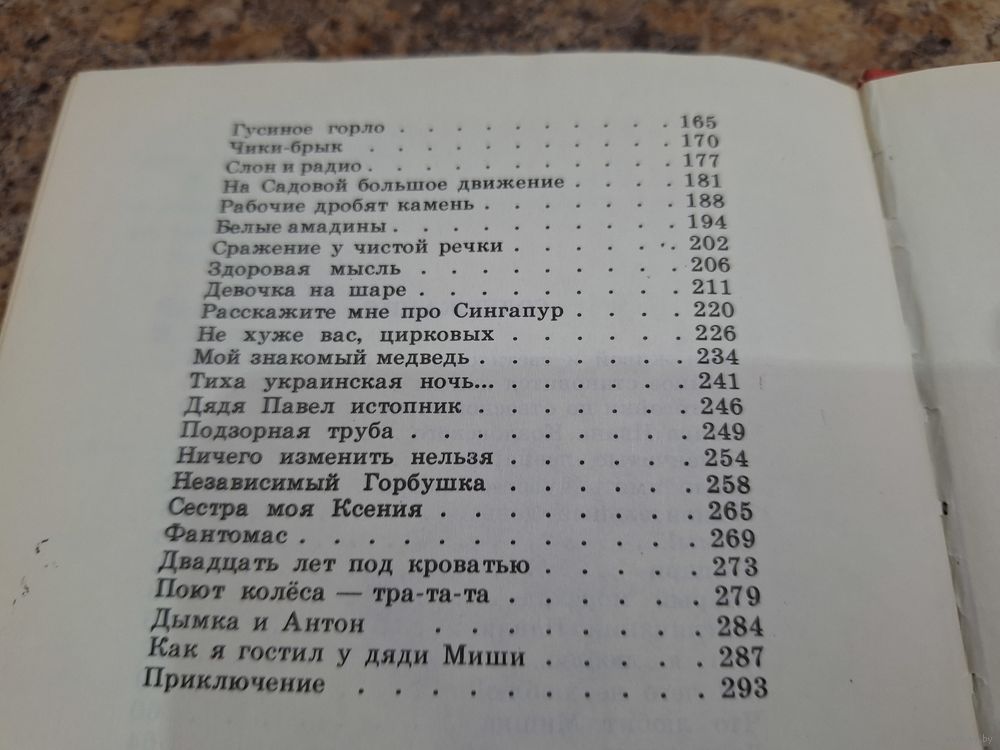 Гусиное горло . . . . . . . . . . . 165
Чики-брык . . . . . . . . . . . 170
Слон и радио . . . . . . . . . . . 177
На Садовой большое движение . . . . 181
Рабочие дробят камень . . . . . . . 188
Белые амадины . . . . . . . . . . 194
Сражение у чистой речки . . . . . . 202
Здоровая мысль . . . . . . . . . 206
Девочка на шаре . . . . . . . . . 211
Расскажите мне про Сингапур . . . . 220
Не хуже вас, цирковых . . . . . . 226
Мой знакомый медведь . . . . . . . 234
Тиха украинская ночь... . . . . . . 241
Дядя Павел истопник . . . . . . . 246
Подзорная труба . . . . . . . . . 249
Ничего изменить нельзя . . . . . . 254
Независимый Горбушка . . . . . . 258
Сестра моя Ксения . . . . . . . . 265
Фантомас . . . . . . . . . . . 269
Двадцать лет под кроватью . . . . . 273
Поют колёса — тра-та-та . . . . . . 279
Дымка и Антон . . . . . . . . 284
Как я гостил у дяди Миши . . . . . 287
Приключение . . . . . . . . . . 293